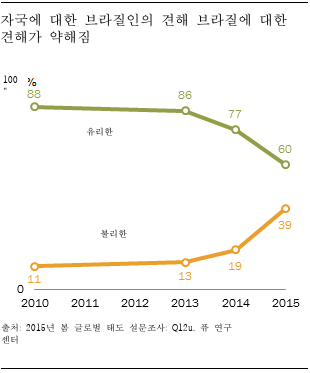 자국에 대한 브라질인의 견해 브라질에 대한
견해가 약해짐
100 %
"
88
86
77
60
유리한
불리한
39
11
13
19
0
2010 2011 2012 2013 2014 2015
출처: 2015년 봄 글로벌 태도 설문조사: Q12u. 퓨 연구
센터